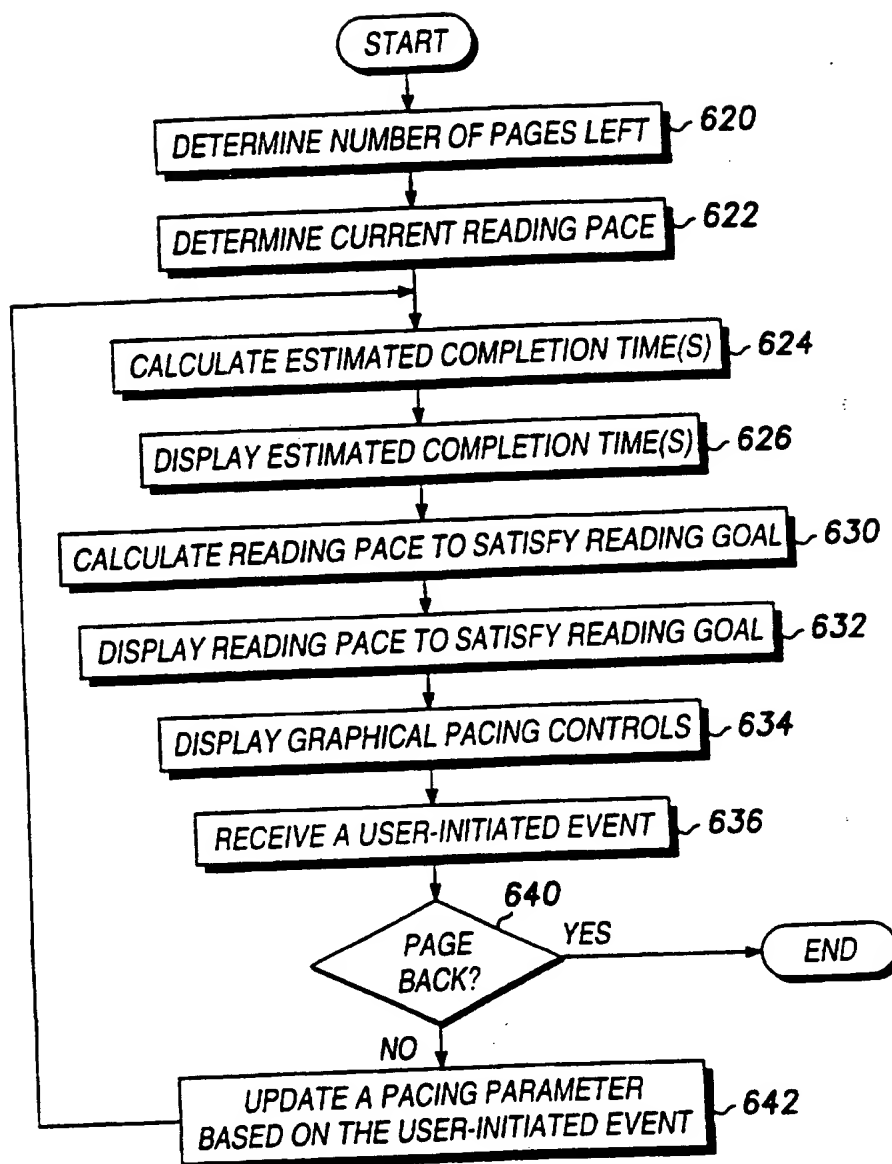 START
DETERMINE NUMBER OF PAGES LEFT
620
DETERMINE CURRENT READING PACE
622
CALCULATE ESTIMATED COMPLETION TIME(S)
624
DISPLAY ESTIMATED COMPLETION TIME(S)
626
CALCULATE READING PACE TO SATISFY READING GOAL
630
DISPLAY READING PACE TO SATISFY READING GOAL
632
DISPLAY GRAPHICAL PACING CONTROLS
634
RECEIVE A USER-INITIATED EVENT
636
640
PAGE
BACK?
YES
END
NO
UPDATE A PACING PARAMETER
BASED ON THE USER-INITIATED EVENT
642